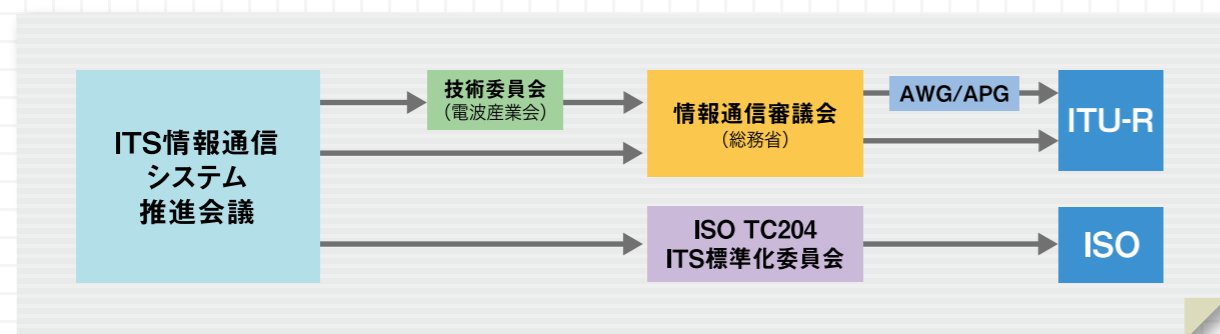 ITS情報通信
システム
推進会議
技術委員会
（電波産業会）
情報通信審議会
（総務省）
AWG/APG
ITU-R
ISO TC204
ITS標準化委員会
ISO